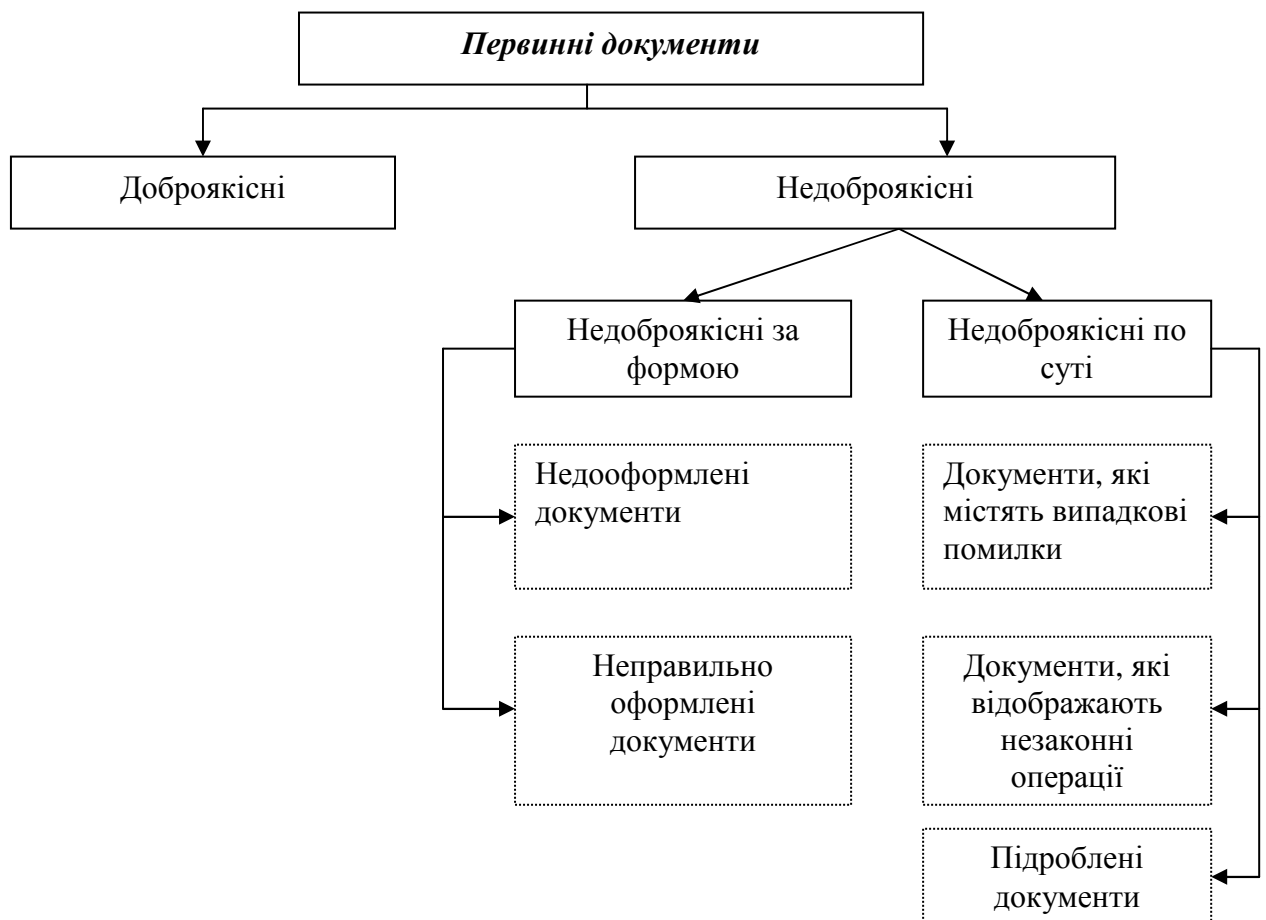 Первинні документи
Доброякісні
Недоброякісні
Недоброякісні за
формою
Недоброякісні по
суті
Недооформлені
документи
Документи, які
містять випадкові
помилки
Неправильно
оформлені
документи
Документи, які
відображають
незаконні
операції
Підроблені
документи